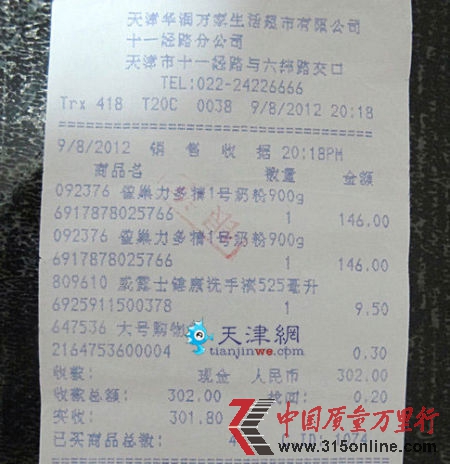 天津华润万家生活超市有限公司
十一经路分公司
天津市十一经路与六纬路交口
TEL:022-24226666
Trx 418 T20C 0038 9/8/2012 20:18
9/8/2012 销 售 收 据 20:18PM
商品名 数量 金额
092376 雀巢力多精1号奶粉900g
6917878025766 1 146.00
092376 雀巢力多精1号奶粉900g
6917878025766 1 146.00
809610 威露士健康洗手液525毫升
6925911500378 1 9.50
647536 大号购物
2164753600004 0.30
收款: 现金 人民币 302.00
收款总额: 302.00 找回: 0.20
实收: 301.80
已买商品总数: 4 ID: 1074
天津網
tianjinwe.com
中国质量万里行
www.315online.com